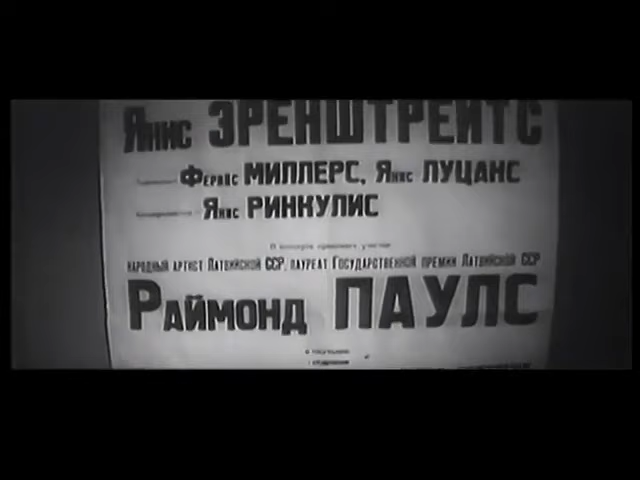 Янис ЭРЕНШТРЕЙТС
Ферис МИЛЛЕРС, Янис ЛУЦАНС
Янис РИНКУЛИС
В концерте принимает участие
НАРОДНЫЙ АРТИСТ ЛАТВИЙСКОЙ ССР, ЛАУРЕАТ ГОСУДАРСТВЕННОЙ ПРЕМИИ ЛАТВИЙСКОЙ ССР
Раймонд ПАУЛС